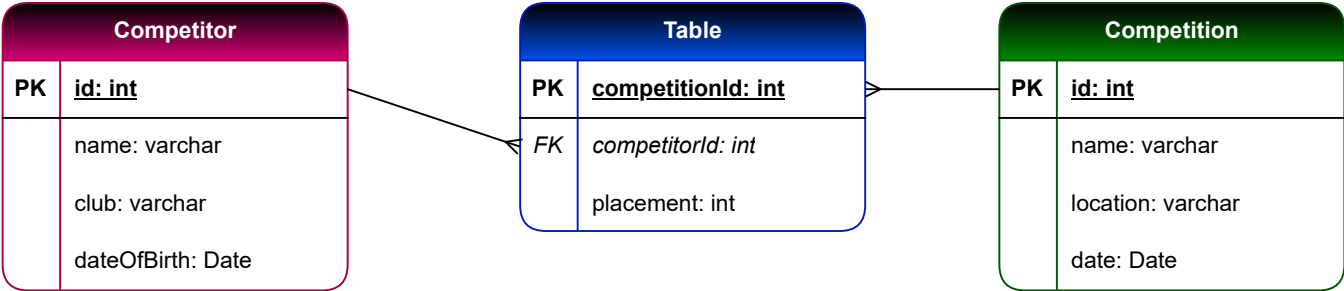 Competitor
PK id: int
name: varchar
club: varchar
dateOfBirth: Date
Table
PK competitionId: int
FK competitorId: int
placement: int
Competition
PK id: int
name: varchar
location: varchar
date: Date